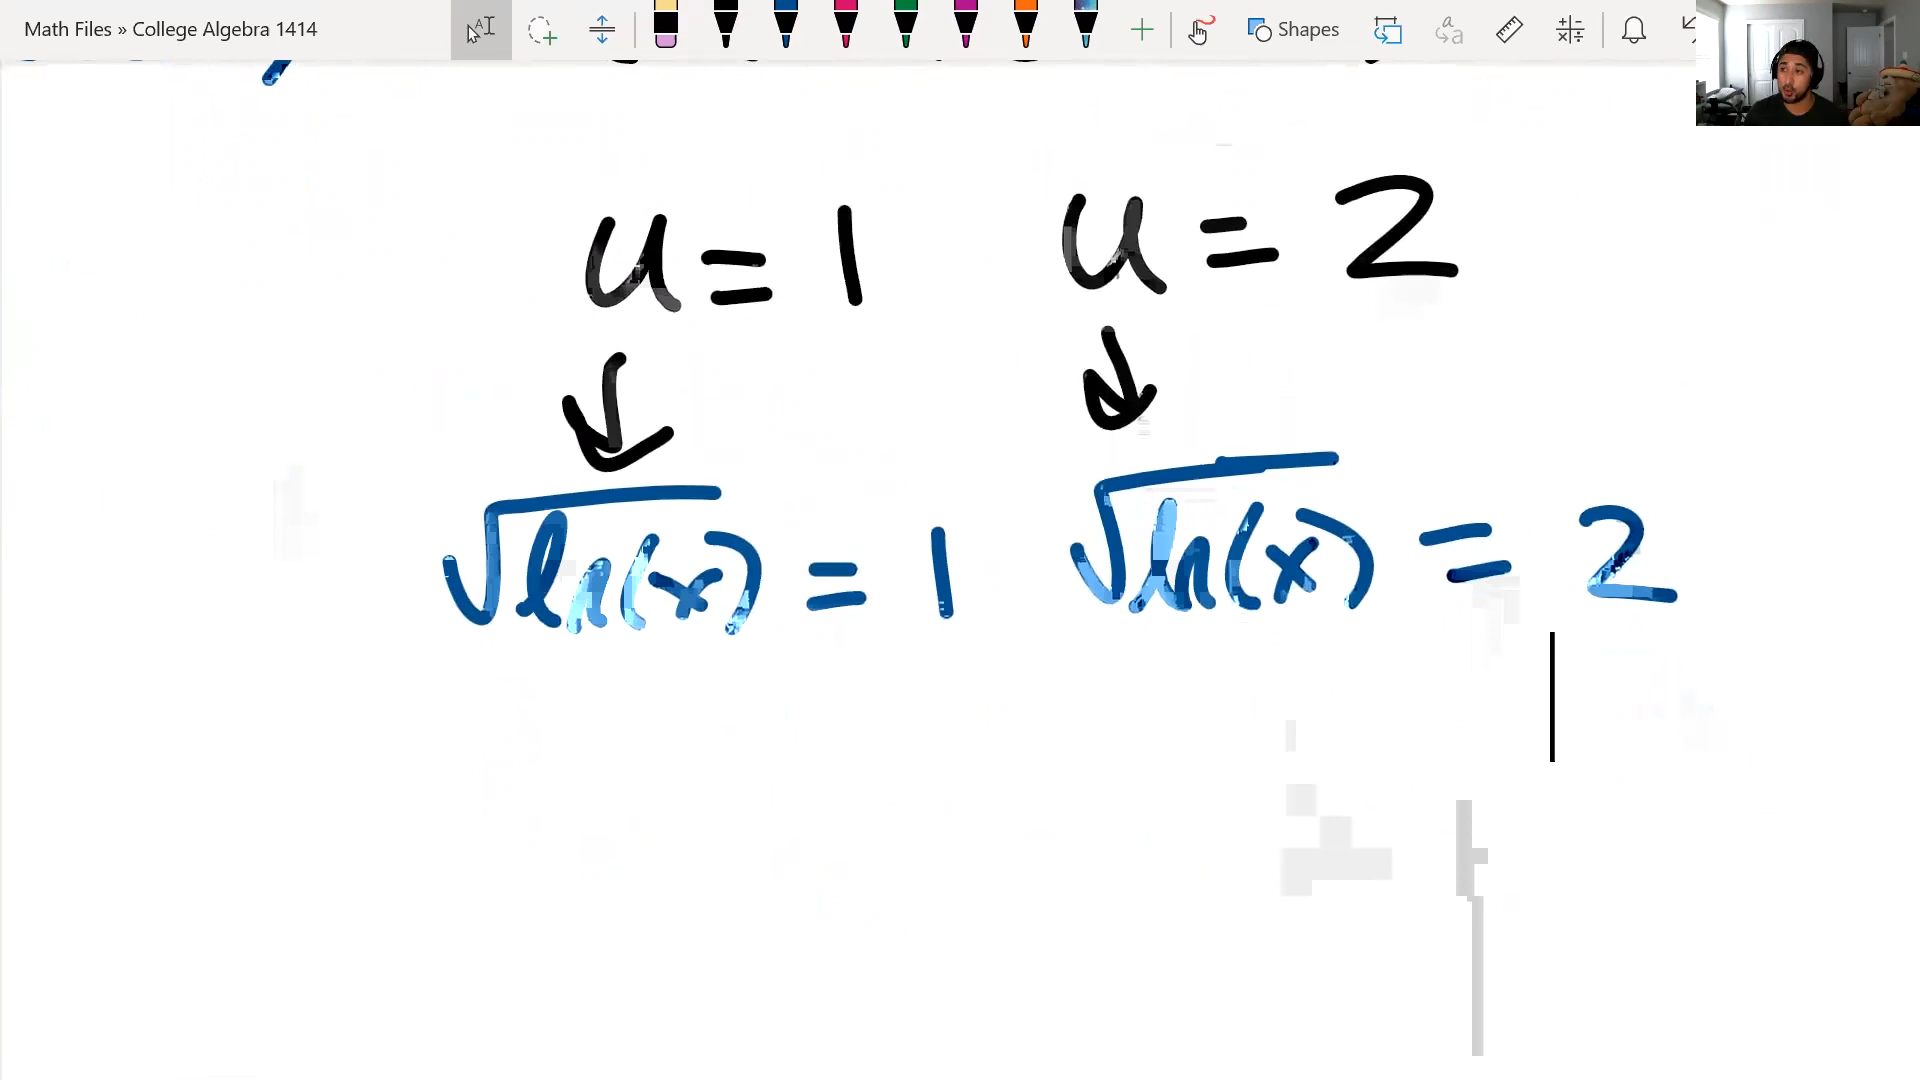 Math Files » College Algebra 1414
Shapes
u = 1
u = 2
√ln(x) = 1
√ln(x) = 2